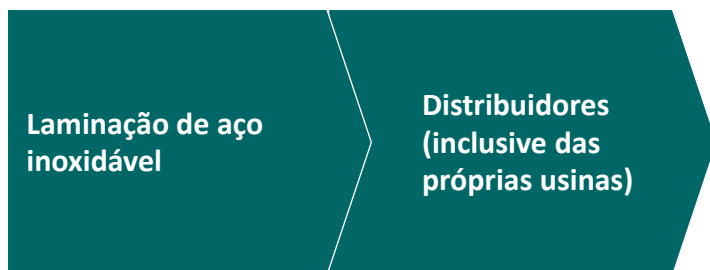 Laminação de aço
inoxidável
Distribuidores
(inclusive das
próprias usinas)